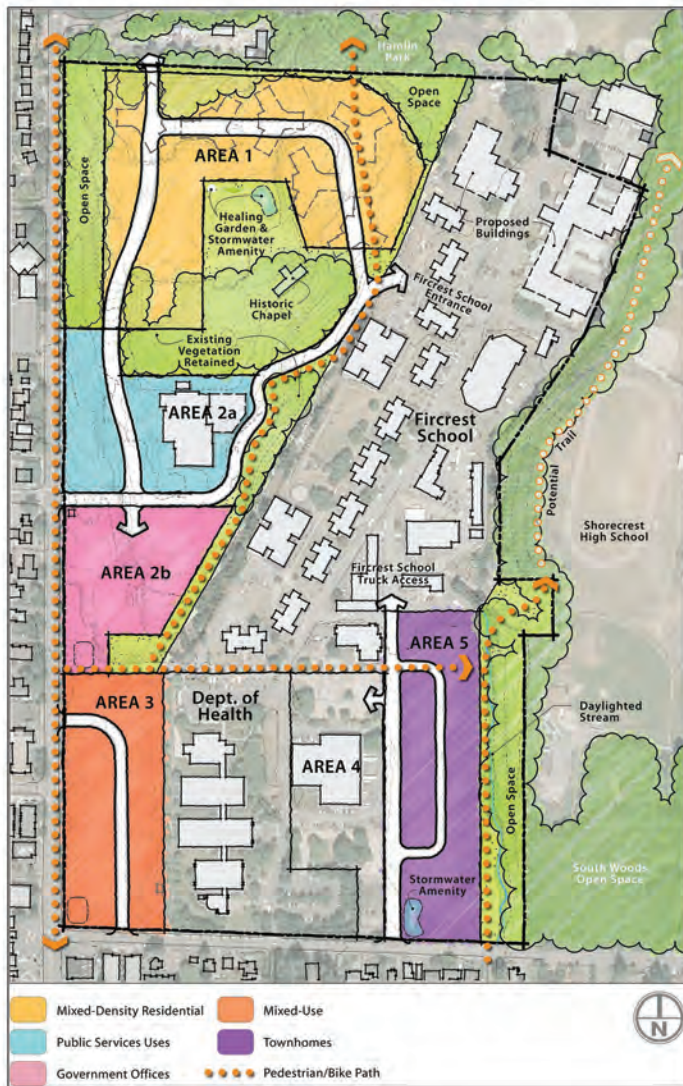 Hamlin
Park
Open
Space
AREA 1
Open Space
Healing
Garden &
Stormwater
Amenity
Proposed
Buildings
Historic
Chapel
Fircrest School
Entrance
Existing
Vegetation
Retained
AREA 2a
Fircrest
School
Potential Trail
Shorecrest
High School
AREA 2b
Fircrest School
Truck Access
AREA 5
AREA 3
Dept. of
Health
Daylighted
Stream
AREA 4
Open Space
South Woods
Open Space
Stormwater
Amenity
Mixed-Density Residential
Mixed-Use
Public Services Uses
Townhomes
Government Offices
Pedestrian/Bike Path
N